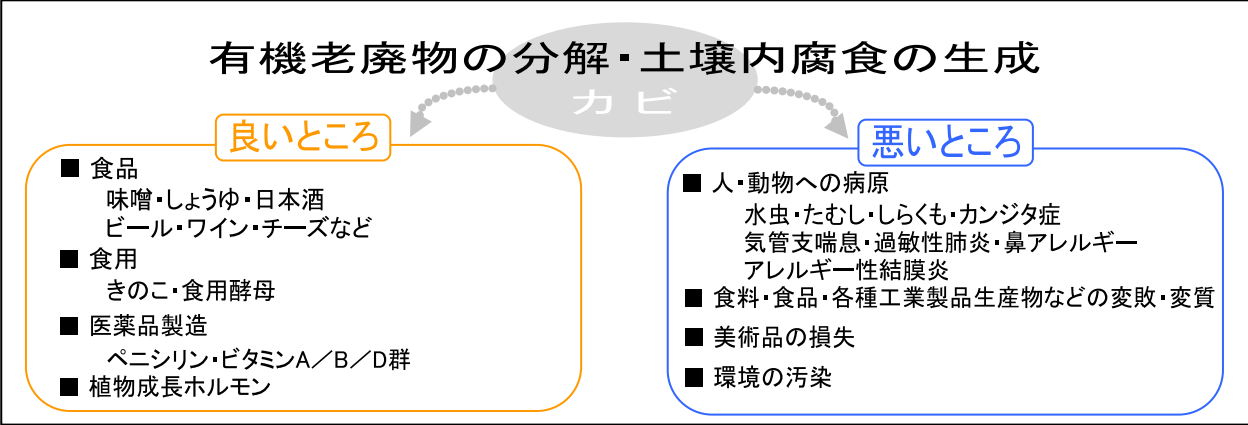 有機老廃物の分解・土壌内腐食の生成
カビ
良いところ
■ 食品
味噌・しょうゆ・日本酒
ビール・ワイン・チーズなど
■ 食用
きのこ・食用酵母
■ 医薬品製造
ペニシリン・ビタミンA／B／D群
■ 植物成長ホルモン
悪いところ
■ 人・動物への病原
水虫・たむし・しらくも・カンジタ症
気管支喘息・過敏性肺炎・鼻アレルギー
アレルギー性結膜炎
■ 食料・食品・各種工業製品生産物などの変敗・変質
■ 美術品の損失
■ 環境の汚染